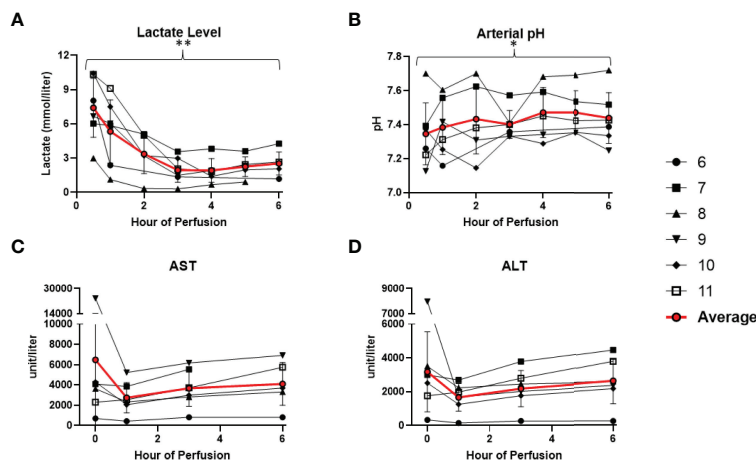 A
Lactate Level
**
Lactate (mmol/liter)
12
9
6
3
0
0 2 4 6
Hour of Perfusion
B
Arterial pH
*
pH
7.8
7.6
7.4
7.2
7.0
0 2 4 6
Hour of Perfusion
C
AST
unit/liter
30000
14000
10000
8000
6000
4000
2000
0
0 2 4 6
Hour of Perfusion
D
ALT
unit/liter
9000
7000
6000
4000
2000
0
0 2 4 6
Hour of Perfusion
6
7
8
9
10
11
Average